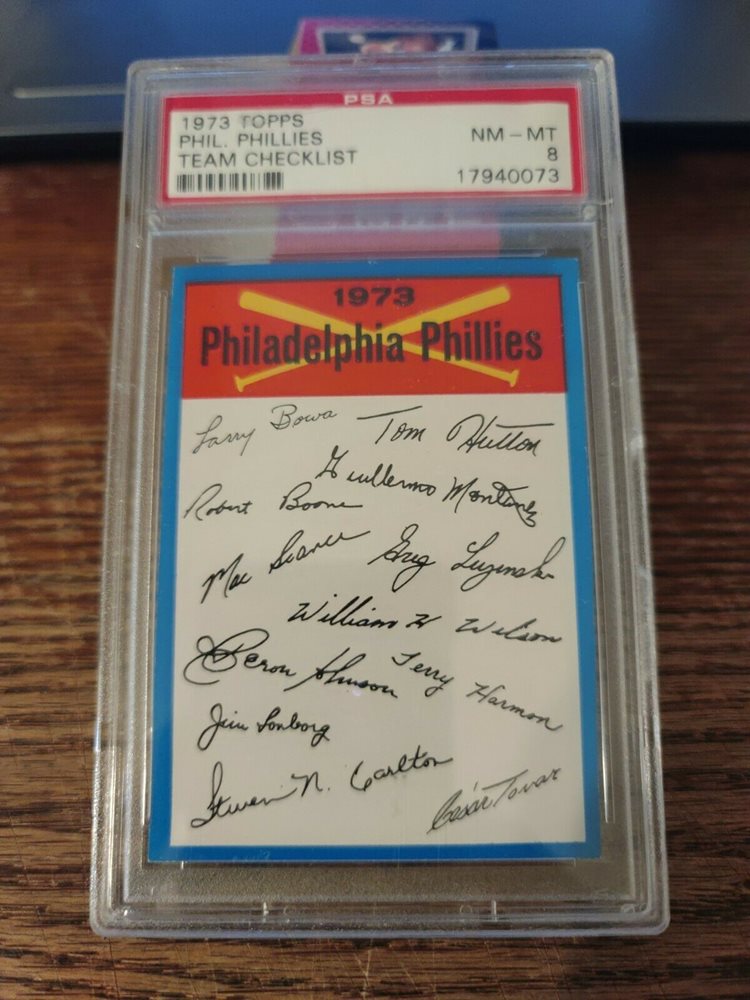 PSA
1973 TOPPS
PHIL. PHILLIES
NM - MT
TEAM CHECKLIST
8
17940073
1973
Philadelphia Phillies
Larry Bowa
Tom Hutton
Guillermo Montinez
Robert Boone
Mac Scarce
Greg Luzinski
William H Wilson
Deron Johnson
Terry Harmon
Jim Lonborg
Steven N. Carlton
César Tovar